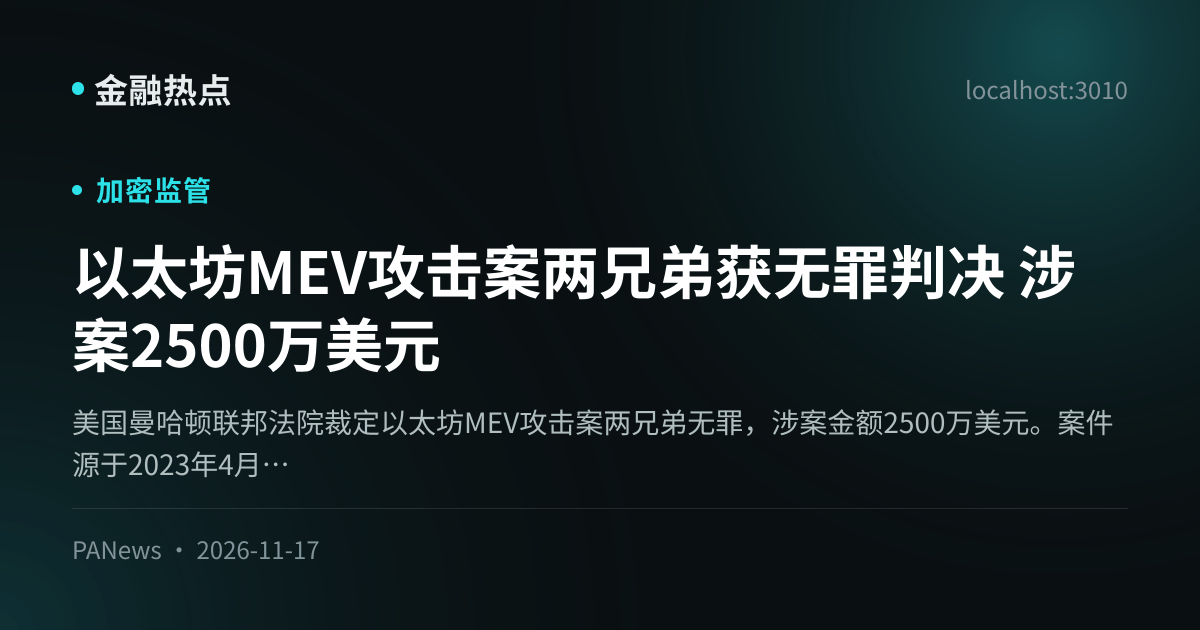 金融热点
localhost:3010
加密监管
以太坊MEV攻击案两兄弟获无罪判决 涉
案2500万美元
美国曼哈顿联邦法院裁定以太坊MEV攻击案两兄弟无罪，涉案金额2500万美元。案件
源于2023年4月…
PANews • 2026-11-17